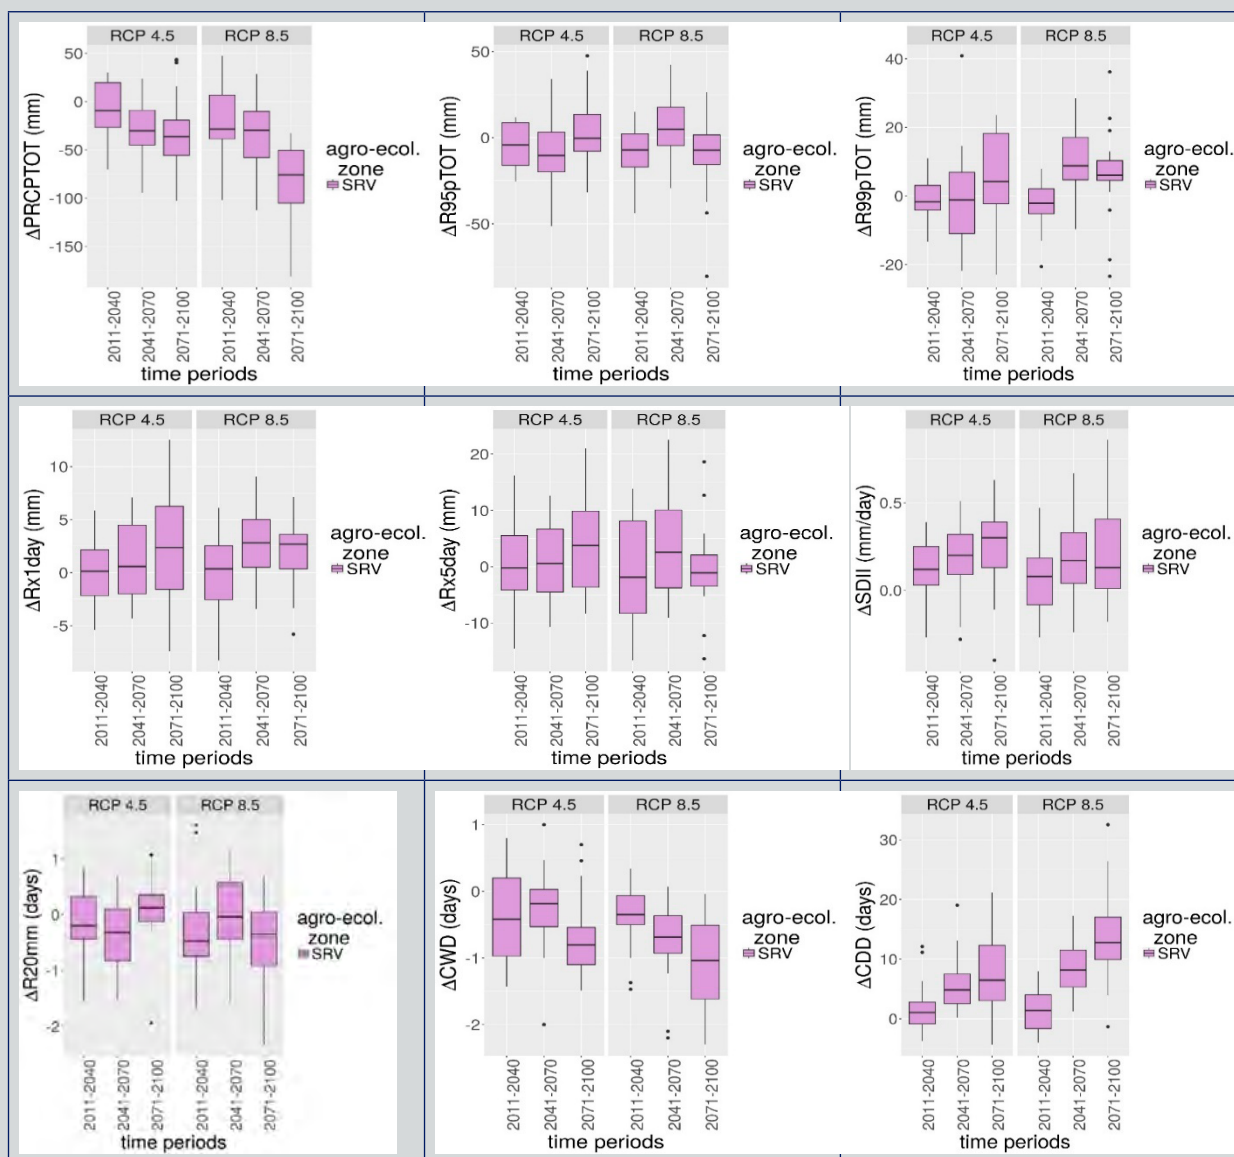 RCP 4.5 RCP 8.5
50
0
-50
-100
-150
ΔPRCPTOT (mm)
2011-2040
2041-2070
2071-2100
2011-2040
2041-2070
2071-2100
time periods
agro-ecol.
zone
SRV
RCP 4.5 RCP 8.5
50
0
-50
ΔR95pTOT (mm)
2011-2040
2041-2070
2071-2100
2011-2040
2041-2070
2071-2100
time periods
agro-ecol.
zone
SRV
RCP 4.5 RCP 8.5
40
20
0
-20
ΔR99pTOT (mm)
2011-2040
2041-2070
2071-2100
2011-2040
2041-2070
2071-2100
time periods
agro-ecol.
zone
SRV
RCP 4.5 RCP 8.5
10
5
0
-5
ΔRx1day (mm)
2011-2040
2041-2070
2071-2100
2011-2040
2041-2070
2071-2100
time periods
agro-ecol.
zone
SRV
RCP 4.5 RCP 8.5
20
10
0
-10
ΔRx5day (mm)
2011-2040
2041-2070
2071-2100
2011-2040
2041-2070
2071-2100
time periods
agro-ecol.
zone
SRV
RCP 4.5 RCP 8.5
0.5
0.0
ΔSDII (mm/day)
2011-2040
2041-2070
2071-2100
2011-2040
2041-2070
2071-2100
time periods
agro-ecol.
zone
SRV
RCP 4.5 RCP 8.5
1
0
-1
-2
ΔR20mm (days)
2011-2040
2041-2070
2071-2100
2011-2040
2041-2070
2071-2100
time periods
agro-ecol.
zone
SRV
RCP 4.5 RCP 8.5
1
-0
-1
-2
ΔCWD (days)
2011-2040
2041-2070
2071-2100
2011-2040
2041-2070
2071-2100
time periods
agro-ecol.
zone
SRV
RCP 4.5 RCP 8.5
30
20
10
0
ΔCDD (days)
2011-2040
2041-2070
2071-2100
2011-2040
2041-2070
2071-2100
time periods
agro-ecol.
zone
SRV